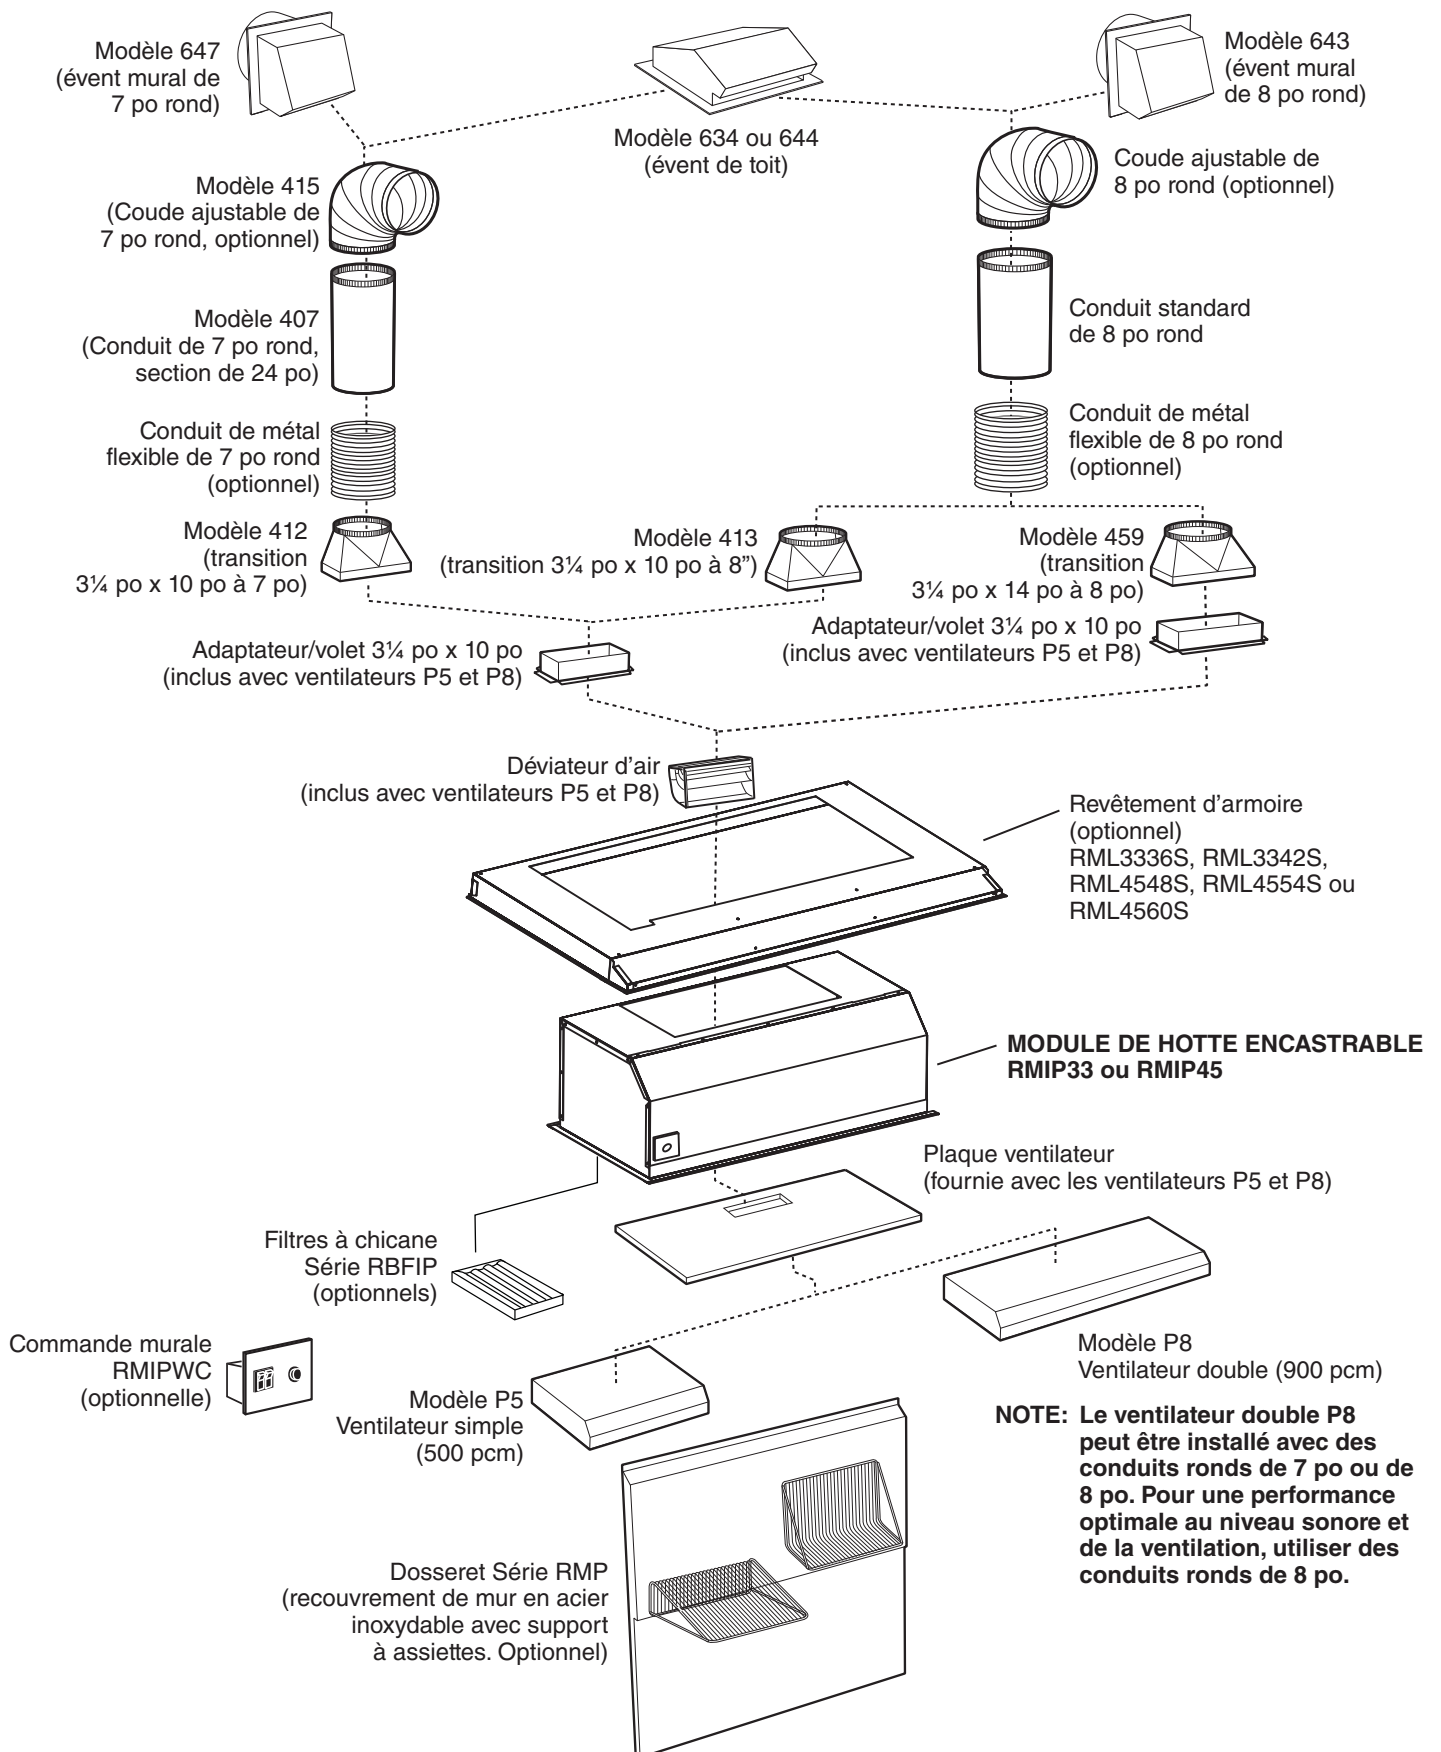 Modèle 647
(évent mural de
7 po rond)
Modèle 634 ou 644
(évent de toit)
Modèle 643
(évent mural
de 8 po rond)
Modèle 415
(Coude ajustable de
7 po rond, optionnel)
Coude ajustable de
8 po rond (optionnel)
Modèle 407
(Conduit de 7 po rond,
section de 24 po)
Conduit standard
de 8 po rond
Conduit de métal
flexible de 7 po rond
(optionnel)
Conduit de métal
flexible de 8 po rond
(optionnel)
Modèle 412
(transition
3¼ po x 10 po à 7 po)
Modèle 413
(transition 3¼ po x 10 po à 8”)
Modèle 459
(transition
3¼ po x 14 po à 8 po)
Adaptateur/volet 3¼ po x 10 po
(inclus avec ventilateurs P5 et P8)
Adaptateur/volet 3¼ po x 10 po
(inclus avec ventilateurs P5 et P8)
Déviateur d’air
(inclus avec ventilateurs P5 et P8)
Revêtement d’armoire
(optionnel)
RML3336S, RML3342S,
RML4548S, RML4554S ou
RML4560S
MODULE DE HOTTE ENCASTRABLE
RMIP33 ou RMIP45
Plaque ventilateur
(fournie avec les ventilateurs P5 et P8)
Filtres à chicane
Série RBFIP
(optionnels)
Commande murale
RMIPWC
(optionnelle)
Modèle P5
Ventilateur simple
(500 pcm)
Modèle P8
Ventilateur double (900 pcm)
NOTE: Le ventilateur double P8
peut être installé avec des
conduits ronds de 7 po ou de
8 po. Pour une performance
optimale au niveau sonore et
de la ventilation, utiliser des
conduits ronds de 8 po.
Dosseret Série RMP
(recouvrement de mur en acier
inoxydable avec support
à assiettes. Optionnel)